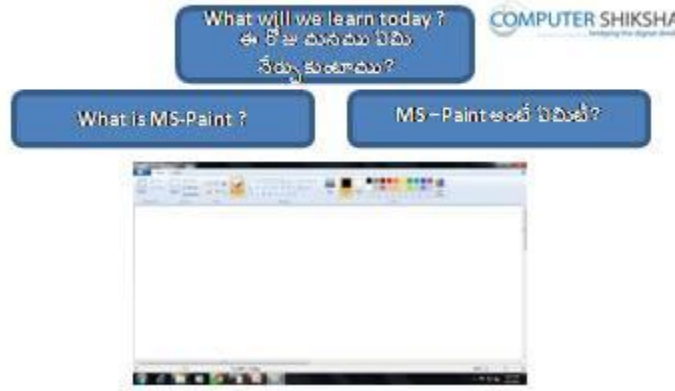 What will we learn today ?
ఈ రోజు మనము ఏమి
నేర్చుకుంటాము?
COMPUTER SHIKSHA
What is MS-Paint ?
MS – Paint అంటే ఏమిటి?